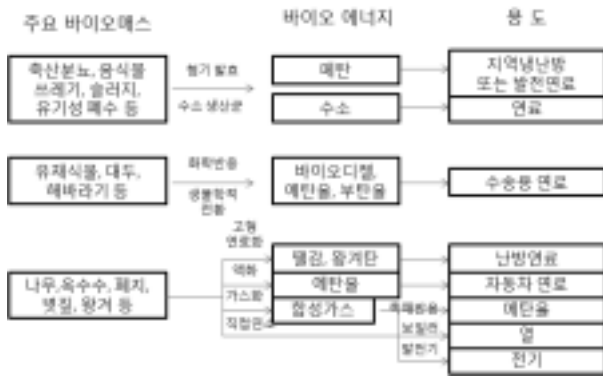 주요 바이오매스
바이오 에너지
용 도
축산분뇨, 음식물
쓰레기, 슬러지,
유기성 폐수 등
혐기 발효
수소 생산균
메탄
수소
지역냉난방
또는 발전연료
연료
유채식물, 대두,
해바라기 등
화학반응
생물학적
전환
바이오디젤,
에탄올, 부탄올
수송용 연료
나무,옥수수, 폐지,
볏짚, 왕겨 등
고형
연료화
액화
가스화
직접연
땔감, 왕겨탄
에탄올
합성가스
보일러
발전기
난방연료
자동차 연료
메탄올
열
전기